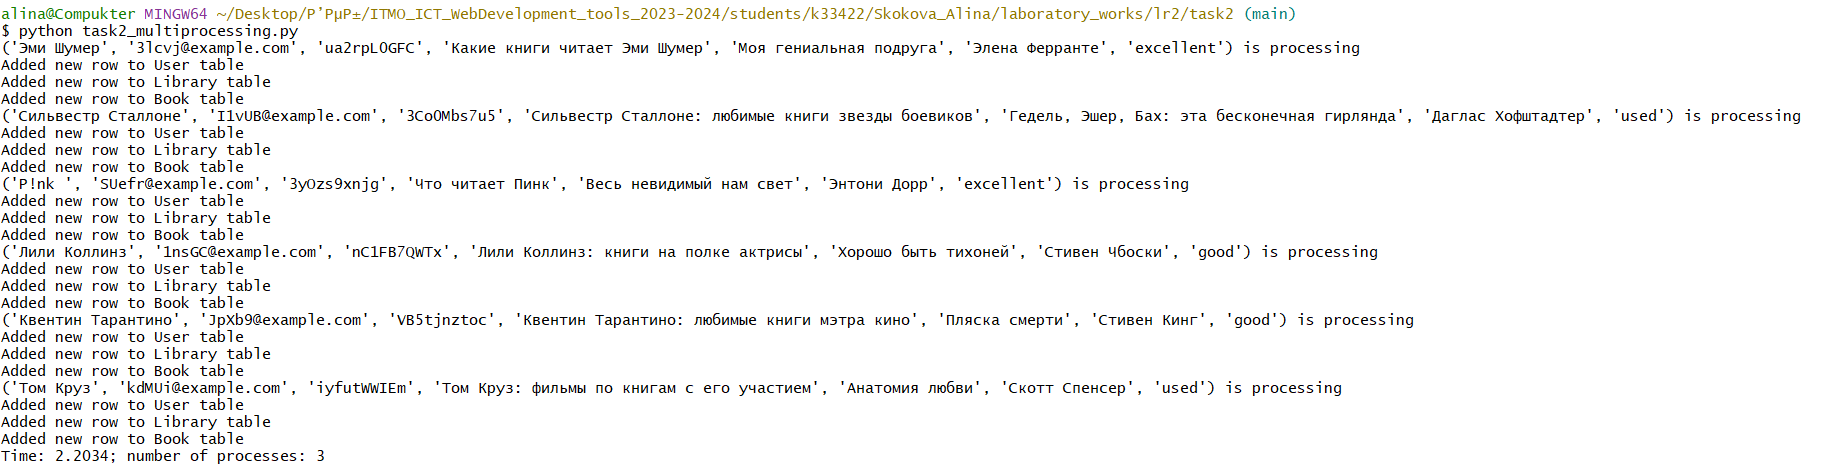 alina@Compukter MINGW64 ~/Desktop/Р’РµР±/ITMO_ICT_WebDevelopment_tools_2023-2024/students/k33422/Skokova_Alina/laboratory_works/lr2/task2 (main)
$ python task2_multiprocessing.py
('Эми Шумер', '3lcvj@example.com', 'ua2rpLOGFC', 'Какие книги читает Эми Шумер', 'Моя гениальная подруга', 'Элена Ферранте', 'excellent') is processing
Added new row to User table
Added new row to Library table
Added new row to Book table
('Сильвестр Сталлоне', 'I1vUB@example.com', '3CoOMbs7u5', 'Сильвестр Сталлоне: любимые книги звезды боевиков', 'Гедель, Эшер, Бах: эта бесконечная гирлянда', 'Даглас Хофштадтер', 'used') is processing
Added new row to User table
Added new row to Library table
Added new row to Book table
('P!nk ', 'SUefr@example.com', '3yOzs9xnjg', 'Что читает Пинк', 'Весь невидимый нам свет', 'Энтони Дорр', 'excellent') is processing
Added new row to User table
Added new row to Library table
Added new row to Book table
('Лили Коллинз', '1nsGC@example.com', 'nC1FB7QWTx', 'Лили Коллинз: книги на полке актрисы', 'Хорошо быть тихоней', 'Стивен Чбоски', 'good') is processing
Added new row to User table
Added new row to Library table
Added new row to Book table
('Квентин Тарантино', 'JpXb9@example.com', 'VB5tjnztoc', 'Квентин Тарантино: любимые книги мэтра кино', 'Пляска смерти', 'Стивен Кинг', 'good') is processing
Added new row to User table
Added new row to Library table
Added new row to Book table
('Том Круз', 'kdMUi@example.com', 'iyfutWWIEm', 'Том Круз: фильмы по книгам с его участием', 'Анатомия любви', 'Скотт Спенсер', 'used') is processing
Added new row to User table
Added new row to Library table
Added new row to Book table
Time: 2.2034; number of processes: 3